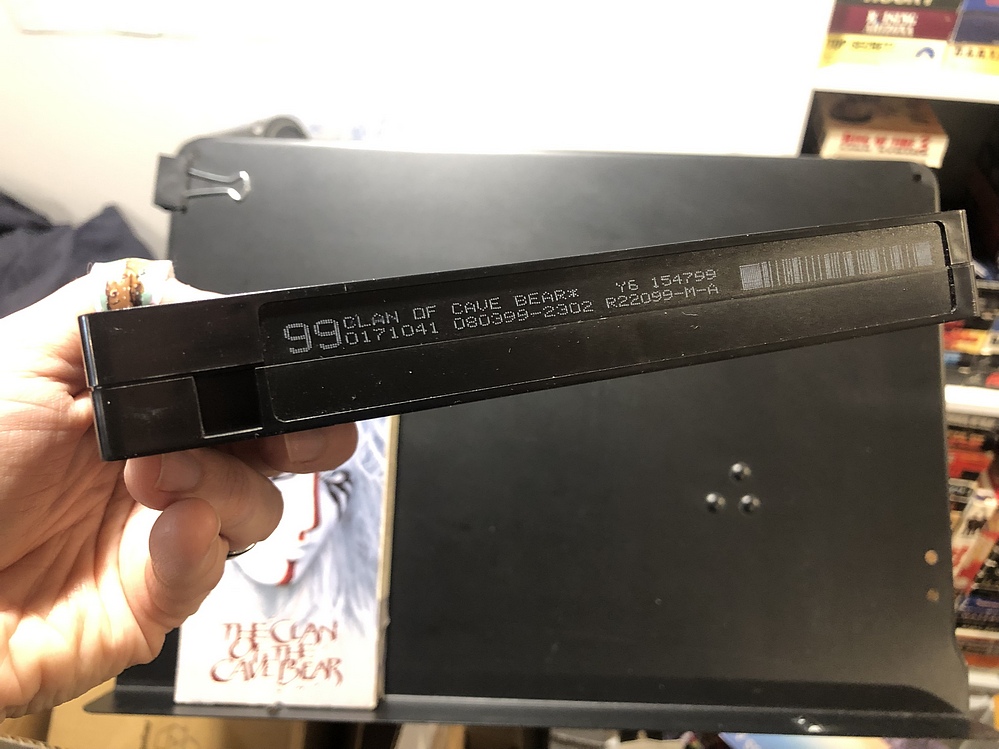 99
CLAN OF CAVE BEAR* Y6 154799
0171041 080399-2302 R22099-M-A
THE CLAN
OF THE
CAVE BEAR